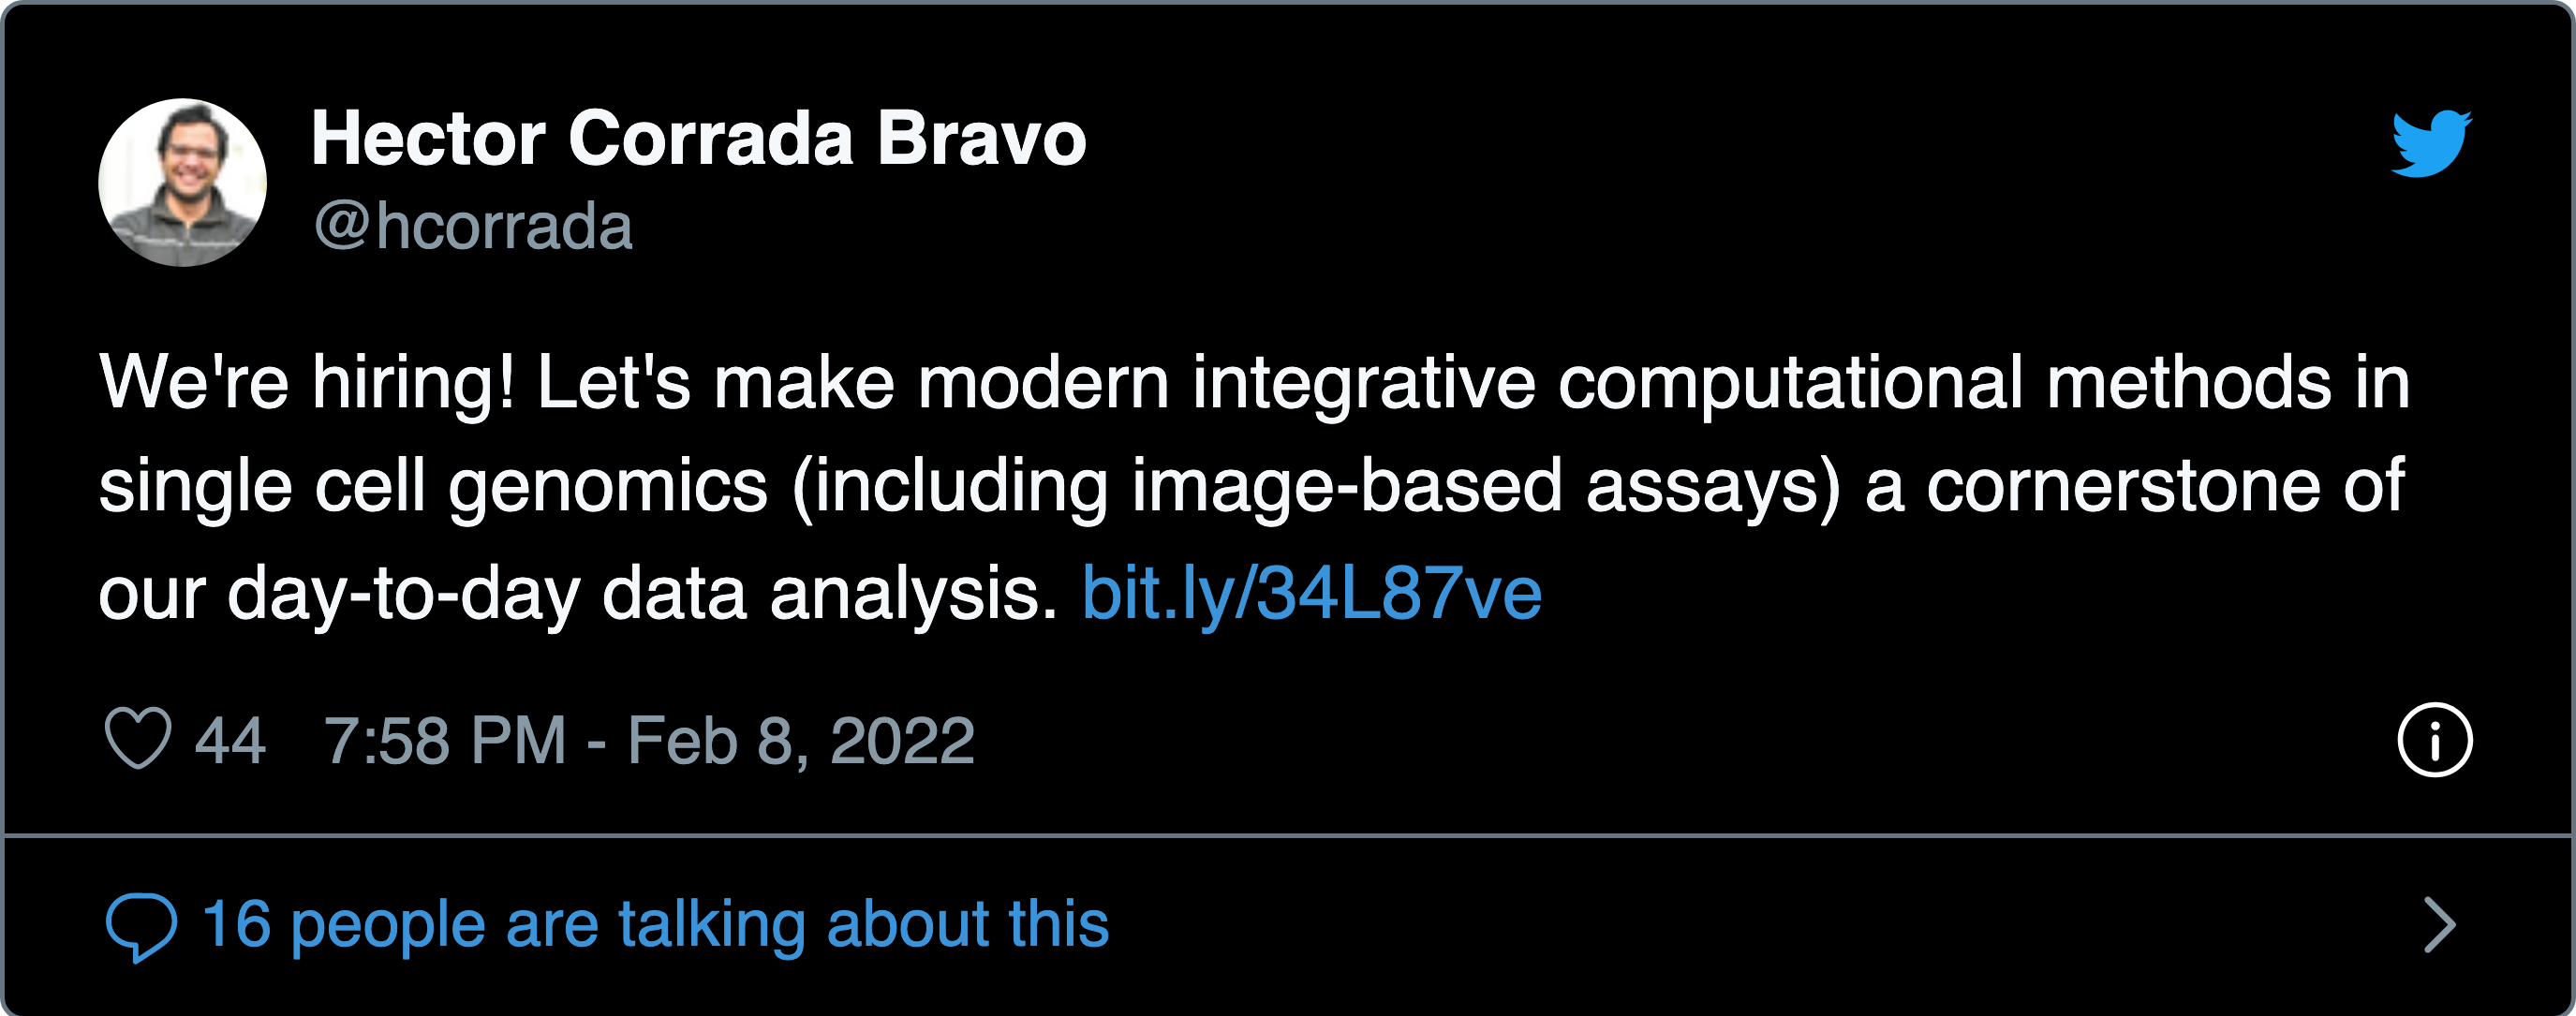 Hector Corrada Bravo
@hcorrada
We're hiring! Let's make modern integrative computational methods in
single cell genomics (including image-based assays) a cornerstone of
our day-to-day data analysis. bit.ly/34L87ve
44 7:58 PM - Feb 8, 2022
16 people are talking about this